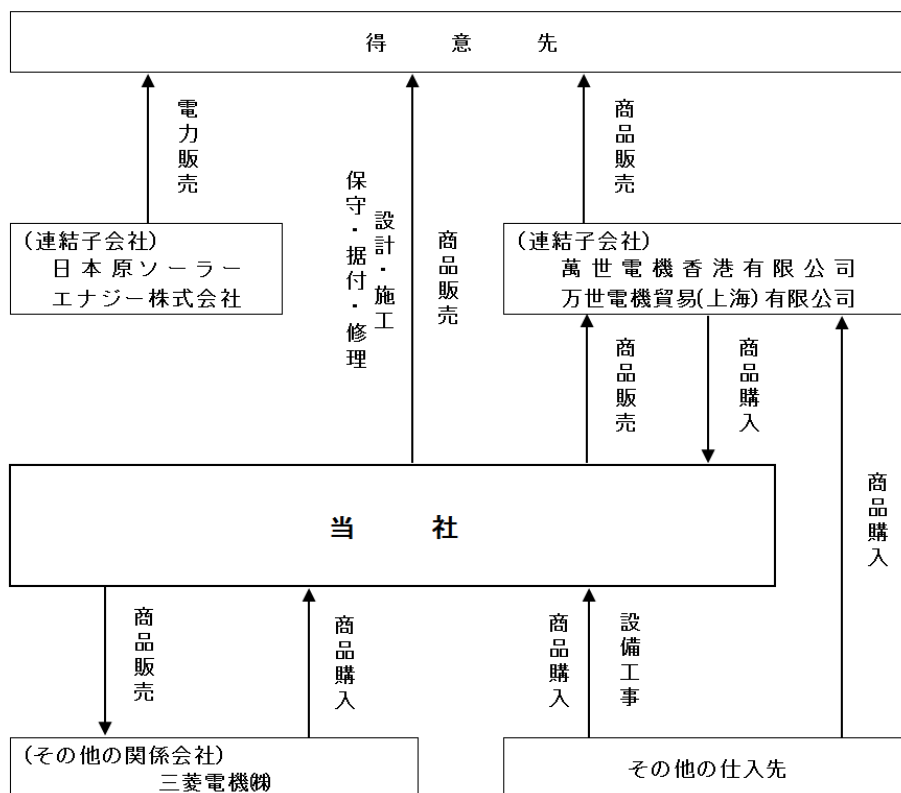 得意先
電力販売
商品販売
保守・据付・修理
設計・施工
商品販売
(連結子会社)
日本原ソーラー
エナジー株式会社
(連結子会社)
萬世電機香港有限公司
万世電機貿易(上海)有限公司
商品販売
商品購入
当社
商品購入
商品販売
商品購入
商品購入
設備工事
(その他の関係会社)
三菱電機㈱
その他の仕入先